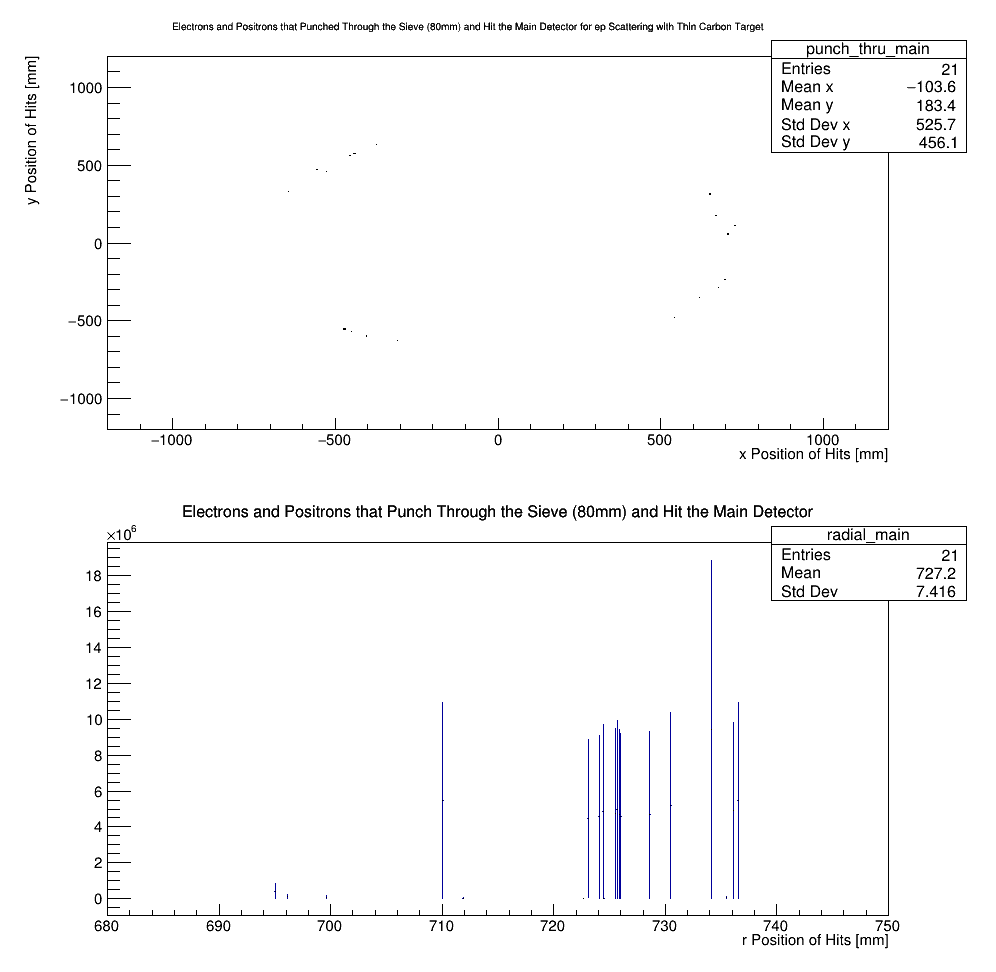 Electrons and Positrons that Punched Through the Sieve (80mm) and Hit the Main Detector for ep Scattering with Thin Carbon Target
punch_thru_main
Entries 21
Mean x −103.6
Mean y 183.4
Std Dev x 525.7
Std Dev y 456.1
y Position of Hits [mm]
1000
500
0
−500
−1000
−1000 −500 0 500 1000
x Position of Hits [mm]
Electrons and Positrons that Punch Through the Sieve (80mm) and Hit the Main Detector
×10⁶
radial_main
Entries 21
Mean 727.2
Std Dev 7.416
18
16
14
12
10
8
6
4
2
0
680 690 700 710 720 730 740 750
r Position of Hits [mm]